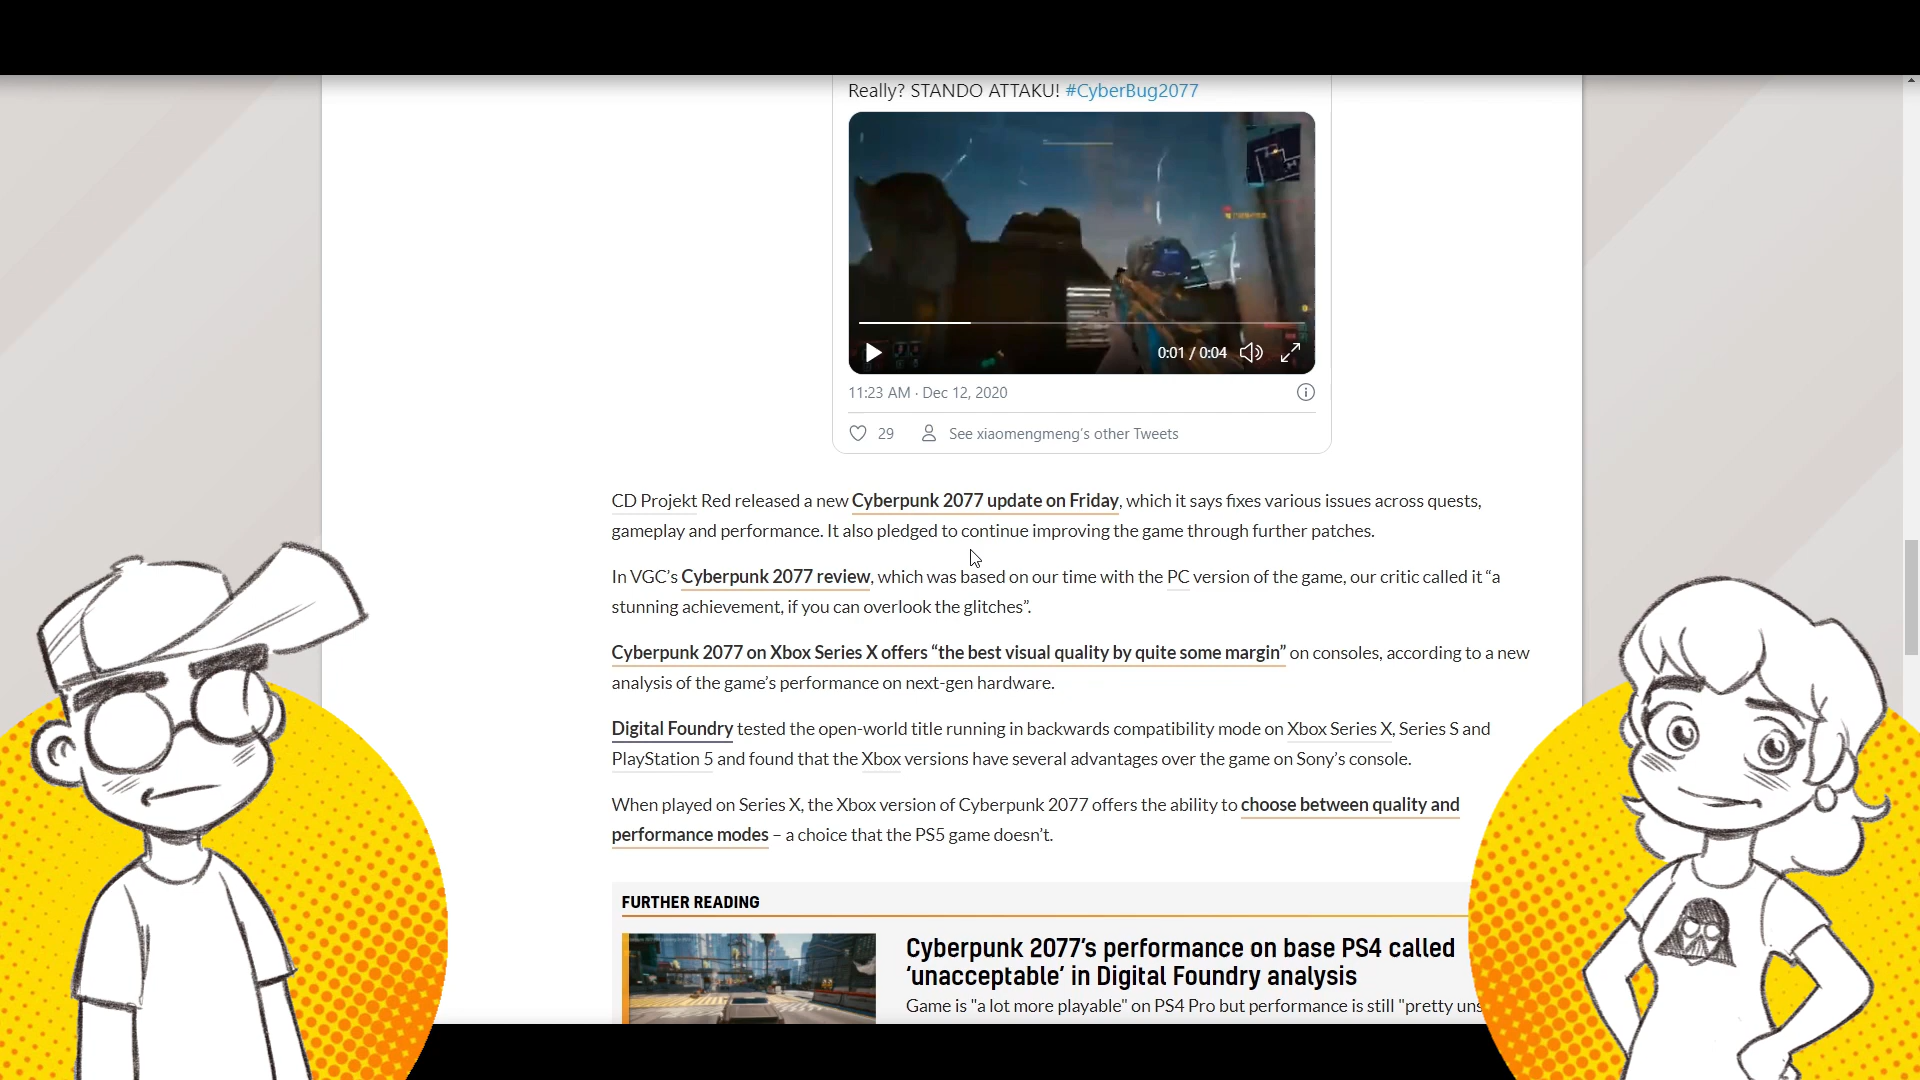 Really? STANDO ATTAKU! #CyberBug2077
0:01 / 0:04
11:23 AM · Dec 12, 2020
29 See xiaomengmeng's other Tweets
CD Projekt Red released a new Cyberpunk 2077 update on Friday, which it says fixes various issues across quests,
gameplay and performance. It also pledged to continue improving the game through further patches.
In VGC’s Cyberpunk 2077 review, which was based on our time with the PC version of the game, our critic called it “a
stunning achievement, if you can overlook the glitches”.
Cyberpunk 2077 on Xbox Series X offers “the best visual quality by quite some margin” on consoles, according to a new
analysis of the game’s performance on next-gen hardware.
Digital Foundry tested the open-world title running in backwards compatibility mode on Xbox Series X, Series S and
PlayStation 5 and found that the Xbox versions have several advantages over the game on Sony’s console.
When played on Series X, the Xbox version of Cyberpunk 2077 offers the ability to choose between quality and
performance modes – a choice that the PS5 game doesn’t.
FURTHER READING
Cyberpunk 2077’s performance on base PS4 called
‘unacceptable’ in Digital Foundry analysis
Game is "a lot more playable" on PS4 Pro but performance is still "pretty uns